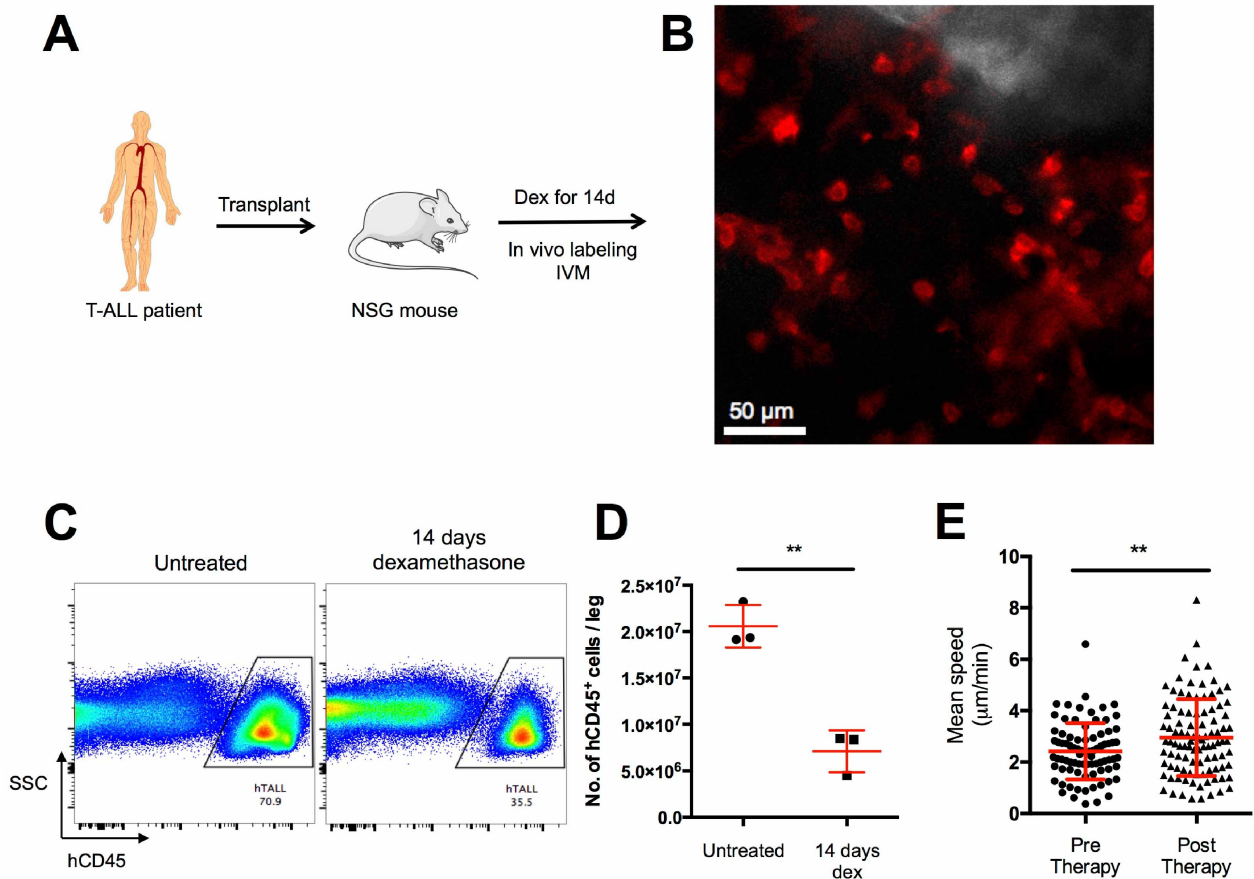 A
T-ALL patient
Transplant
NSG mouse
Dex for 14d
In vivo labeling
IVM
B
50 µm
C
Untreated
14 days
dexamethasone
hTALL
70.9
hTALL
35.5
SSC
hCD45
D
**
No. of hCD45⁺ cells / leg
2.5×10⁷
2.0×10⁷
1.5×10⁷
1.0×10⁷
5.0×10⁶
0.0
Untreated
14 days
dex
E
**
Mean speed
(µm/min)
10
8
6
4
2
0
Pre
Therapy
Post
Therapy